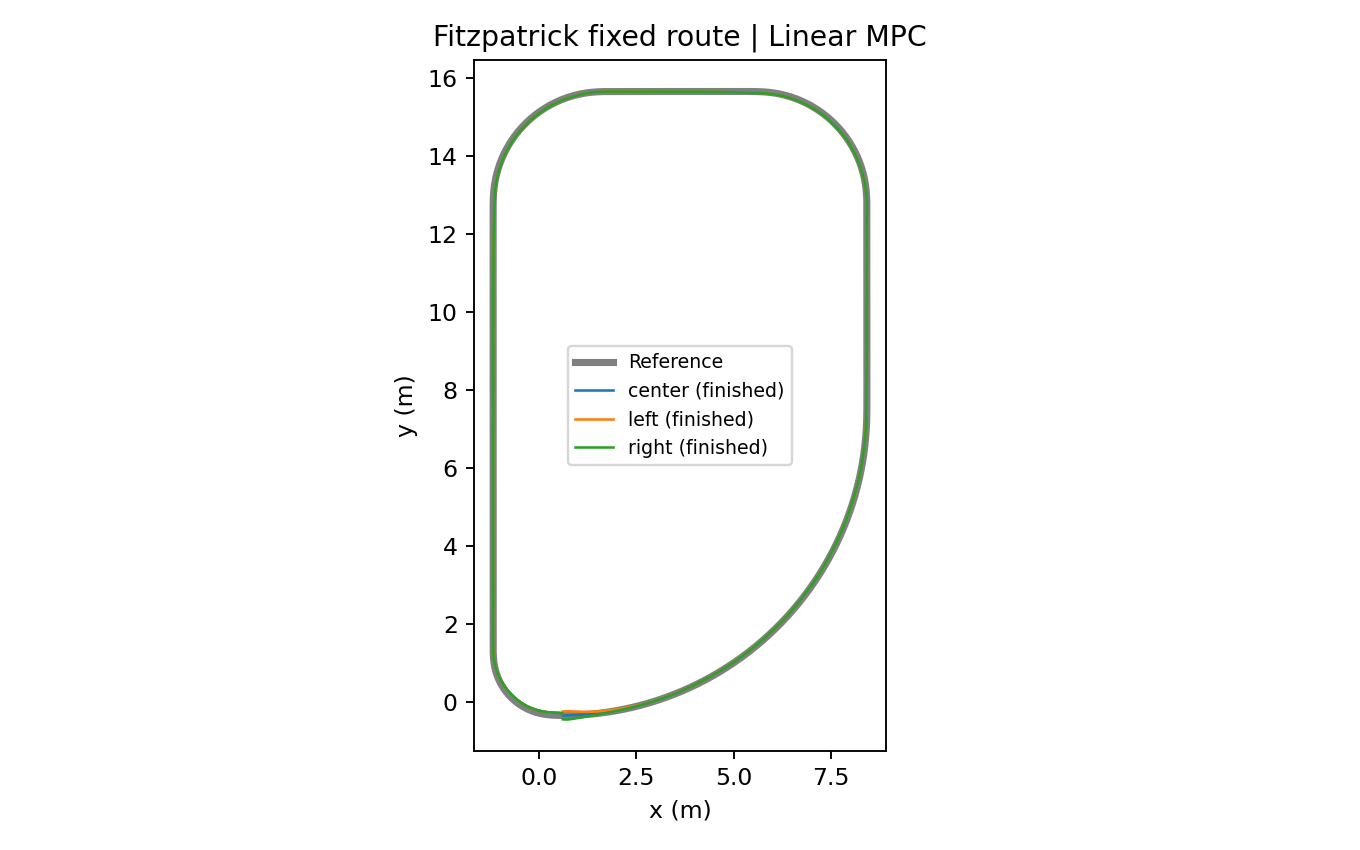 Fitzpatrick fixed route | Linear MPC
16
14
12
10
8
6
4
2
0
y (m)
Reference
center (finished)
left (finished)
right (finished)
0.0 2.5 5.0 7.5
x (m)